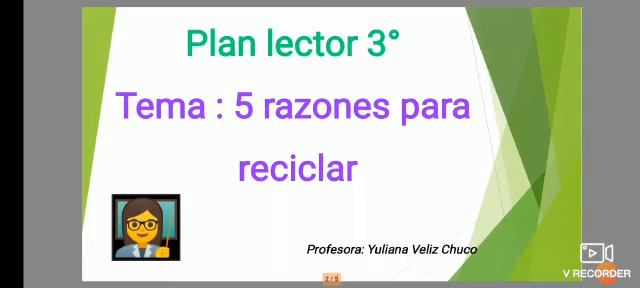 Plan lector 3°
Tema : 5 razones para
reciclar
Profesora: Yuliana Veliz Chuco
2 / 5
V RECORDER